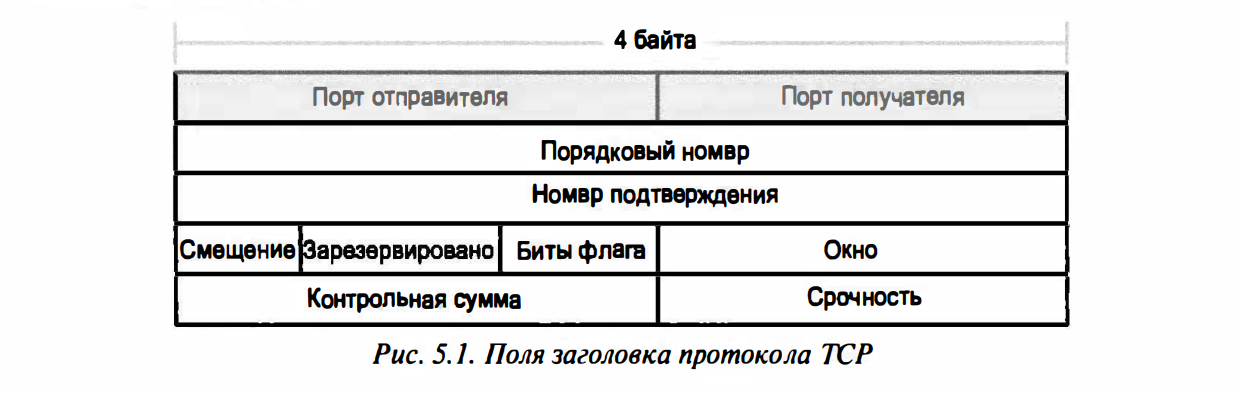 4 байта
Порт отправителя Порт получателя
Порядковый номвр
Номвр подтверждения
Смещение Зарезервировано Биты флага Окно
Контрольная сумма Срочность
Рис. 5.1. Поля заголовка протокола TCP